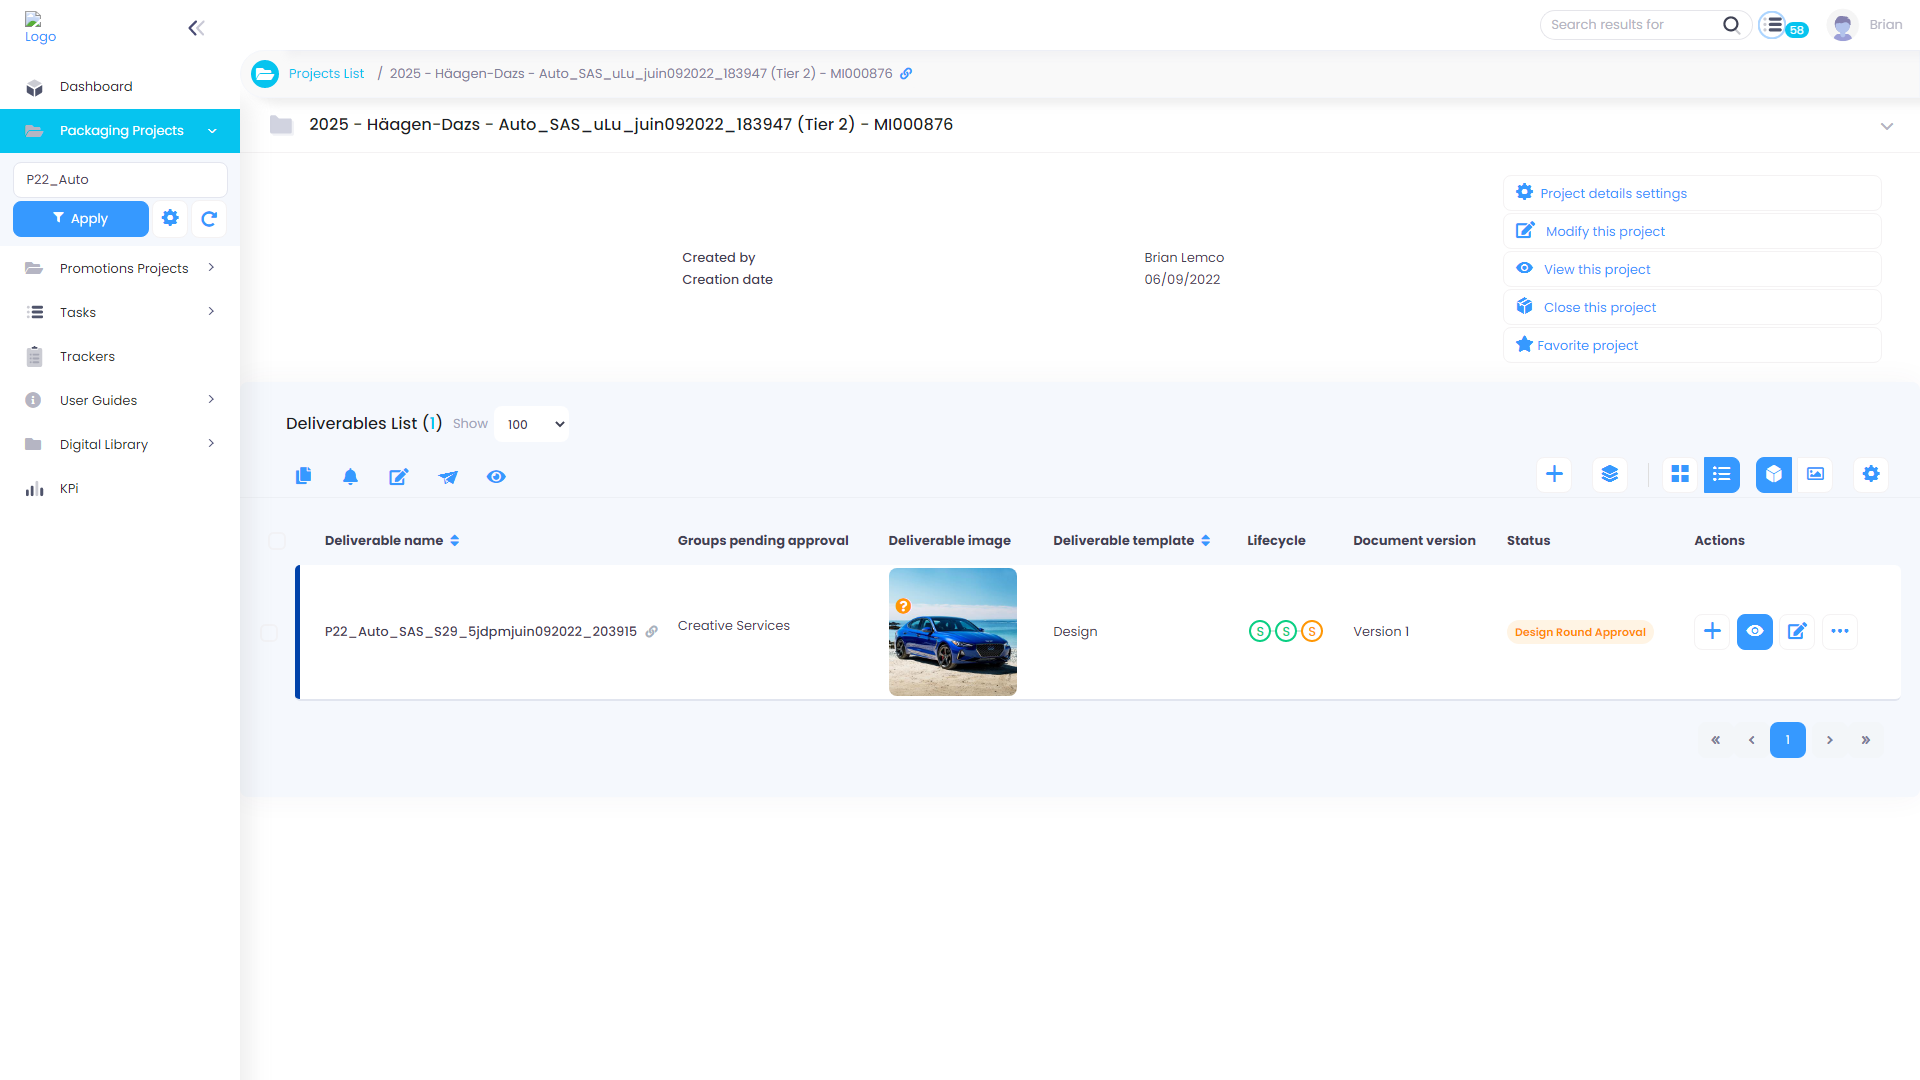 Logo
Search results for
58
Brian
Dashboard
Packaging Projects
P22_Auto
Apply
Promotions Projects
Tasks
Trackers
User Guides
Digital Library
KPi
Projects List / 2025 - Häagen-Dazs - Auto_SAS_uLu_juin092022_183947 (Tier 2) - MI000876
2025 - Häagen-Dazs - Auto_SAS_uLu_juin092022_183947 (Tier 2) - MI000876
Created by Brian Lemco
Creation date 06/09/2022
Project details settings
Modify this project
View this project
Close this project
Favorite project
Deliverables List (1) Show 100
Deliverable name Groups pending approval Deliverable image Deliverable template Lifecycle Document version Status Actions
P22_Auto_SAS_S29_5jdpmjuin092022_203915 Creative Services ? Design S S S Version 1 Design Round Approval
« ‹ 1 › »